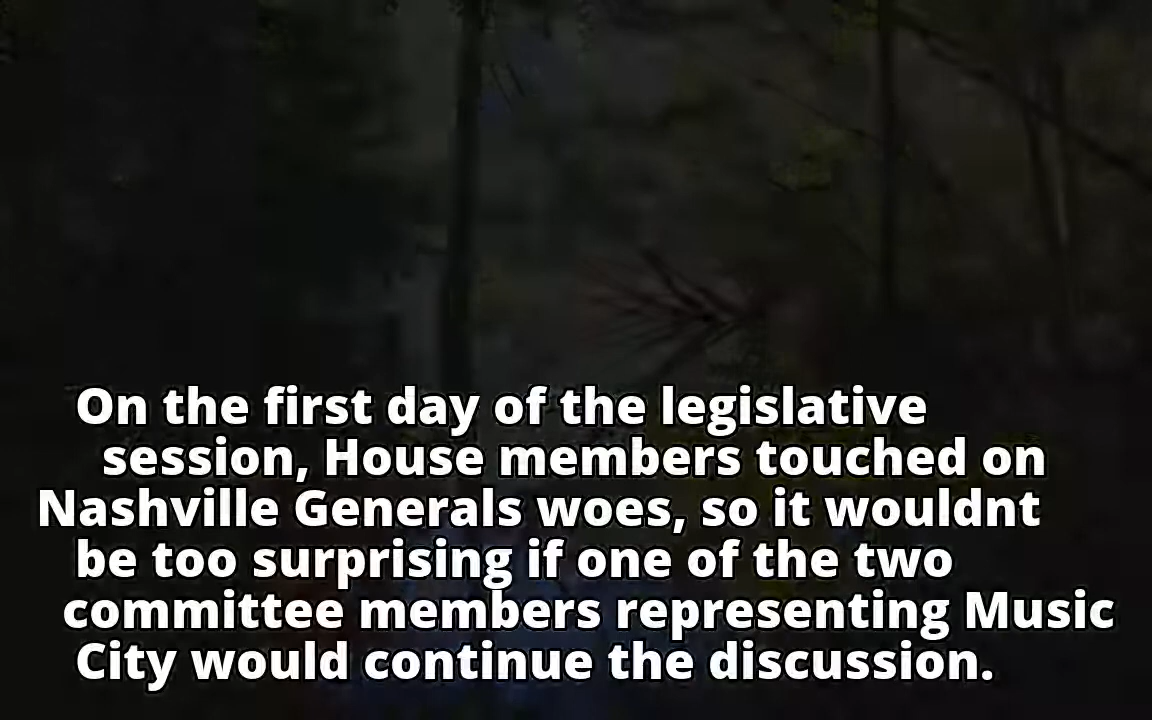 On the first day of the legislative
session, House members touched on
Nashville Generals woes, so it wouldnt
be too surprising if one of the two
committee members representing Music
City would continue the discussion.